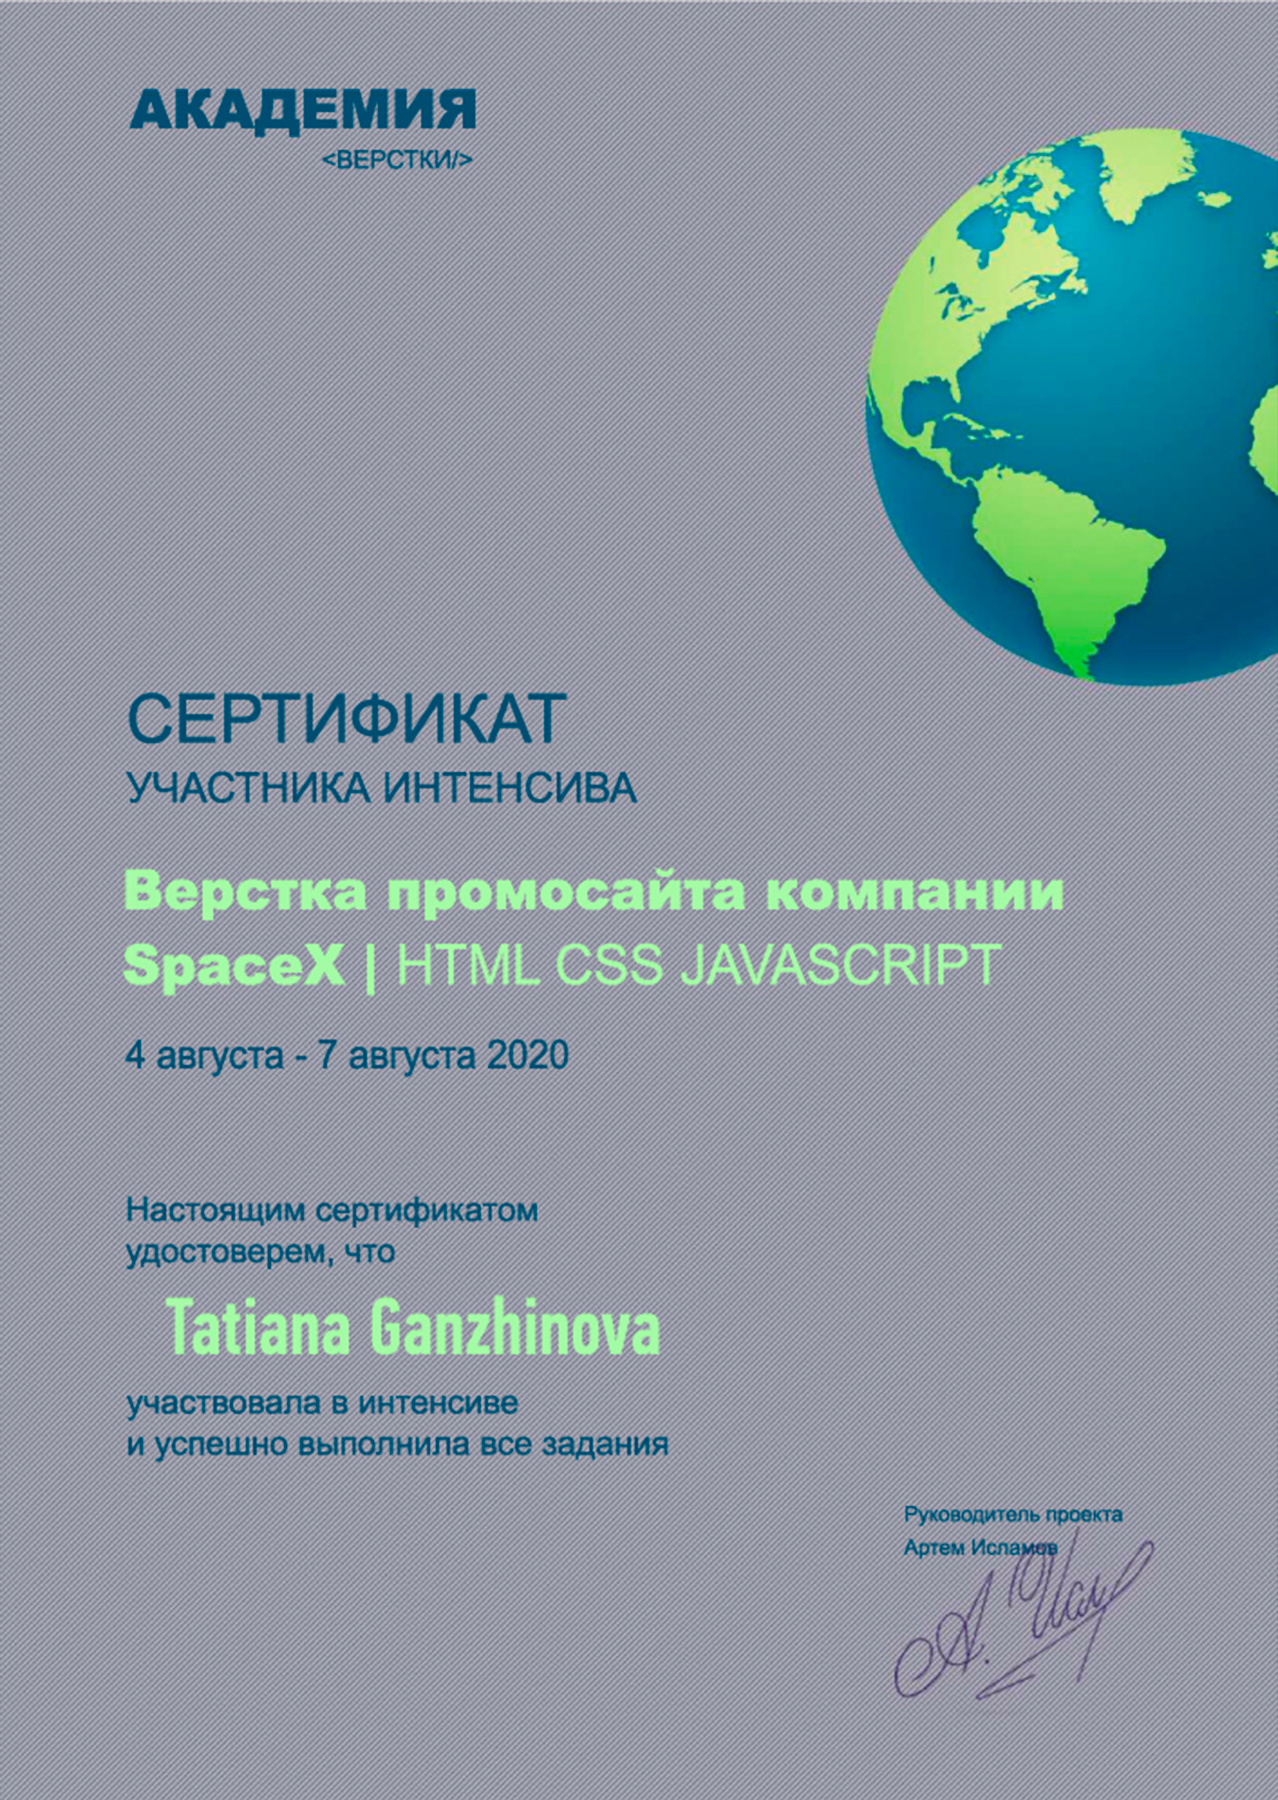 АКАДЕМИЯ
<ВЕРСТКИ/>
СЕРТИФИКАТ
УЧАСТНИКА ИНТЕНСИВА
Верстка промосайта компании
SpaceX | HTML CSS JAVASCRIPT
4 августа - 7 августа 2020
Настоящим сертификатом
удостоверем, что
Tatiana Ganzhinova
участвовала в интенсиве
и успешно выполнила все задания
Руководитель проекта
Артем Исламов